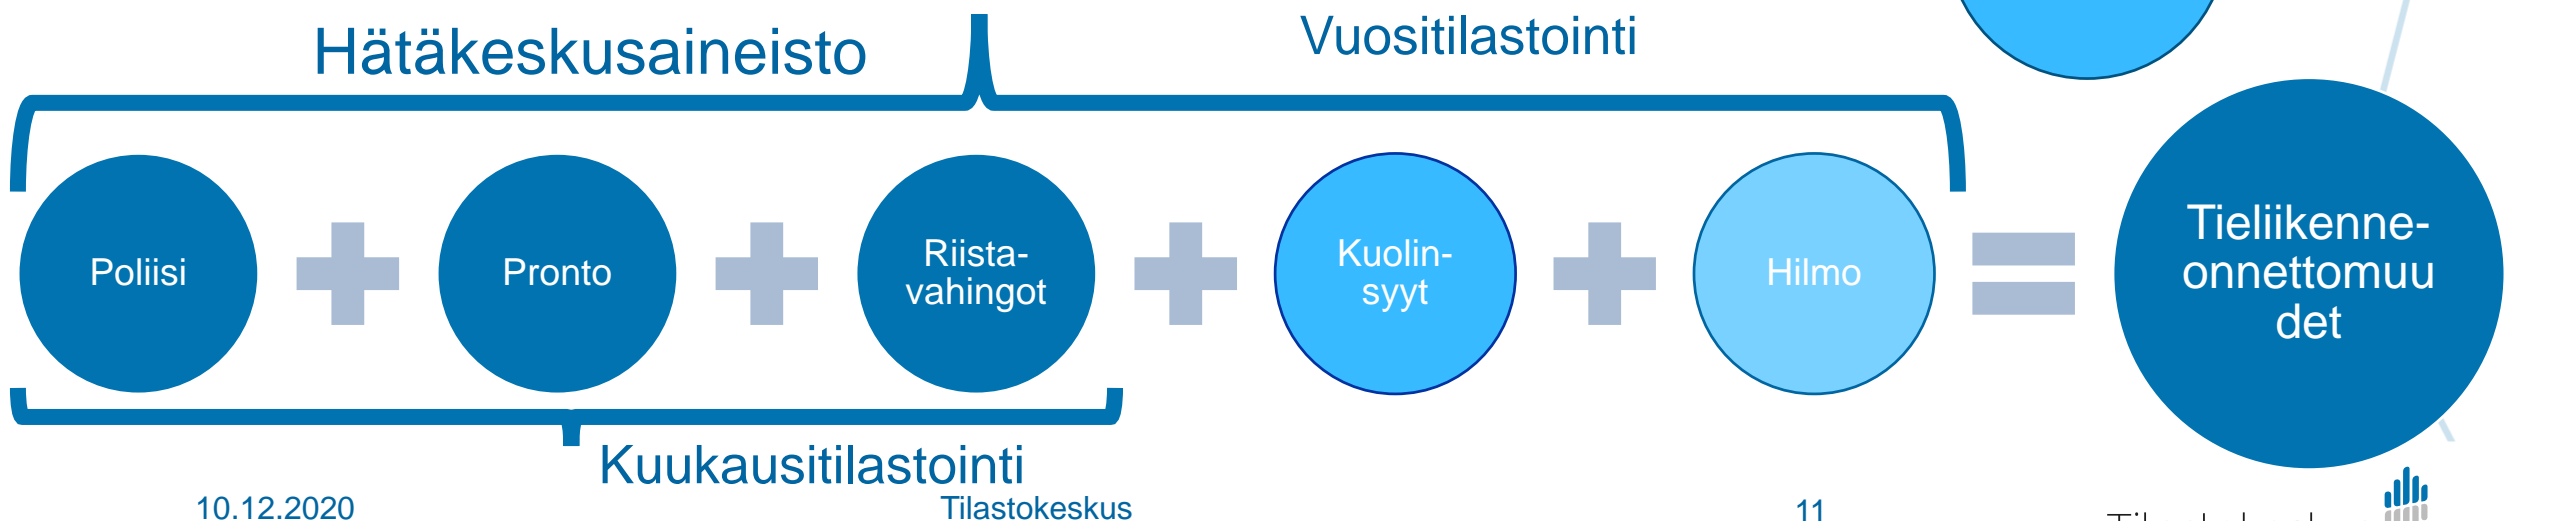 Hätäkeskusaineisto
Vuositilastointi
Poliisi
Pronto
Riista-
vahingot
Kuolin-
syyt
Hilmo
Tieliikenne-
onnettomuu
det
Kuukausitilastointi
10.12.2020
Tilastokeskus
11